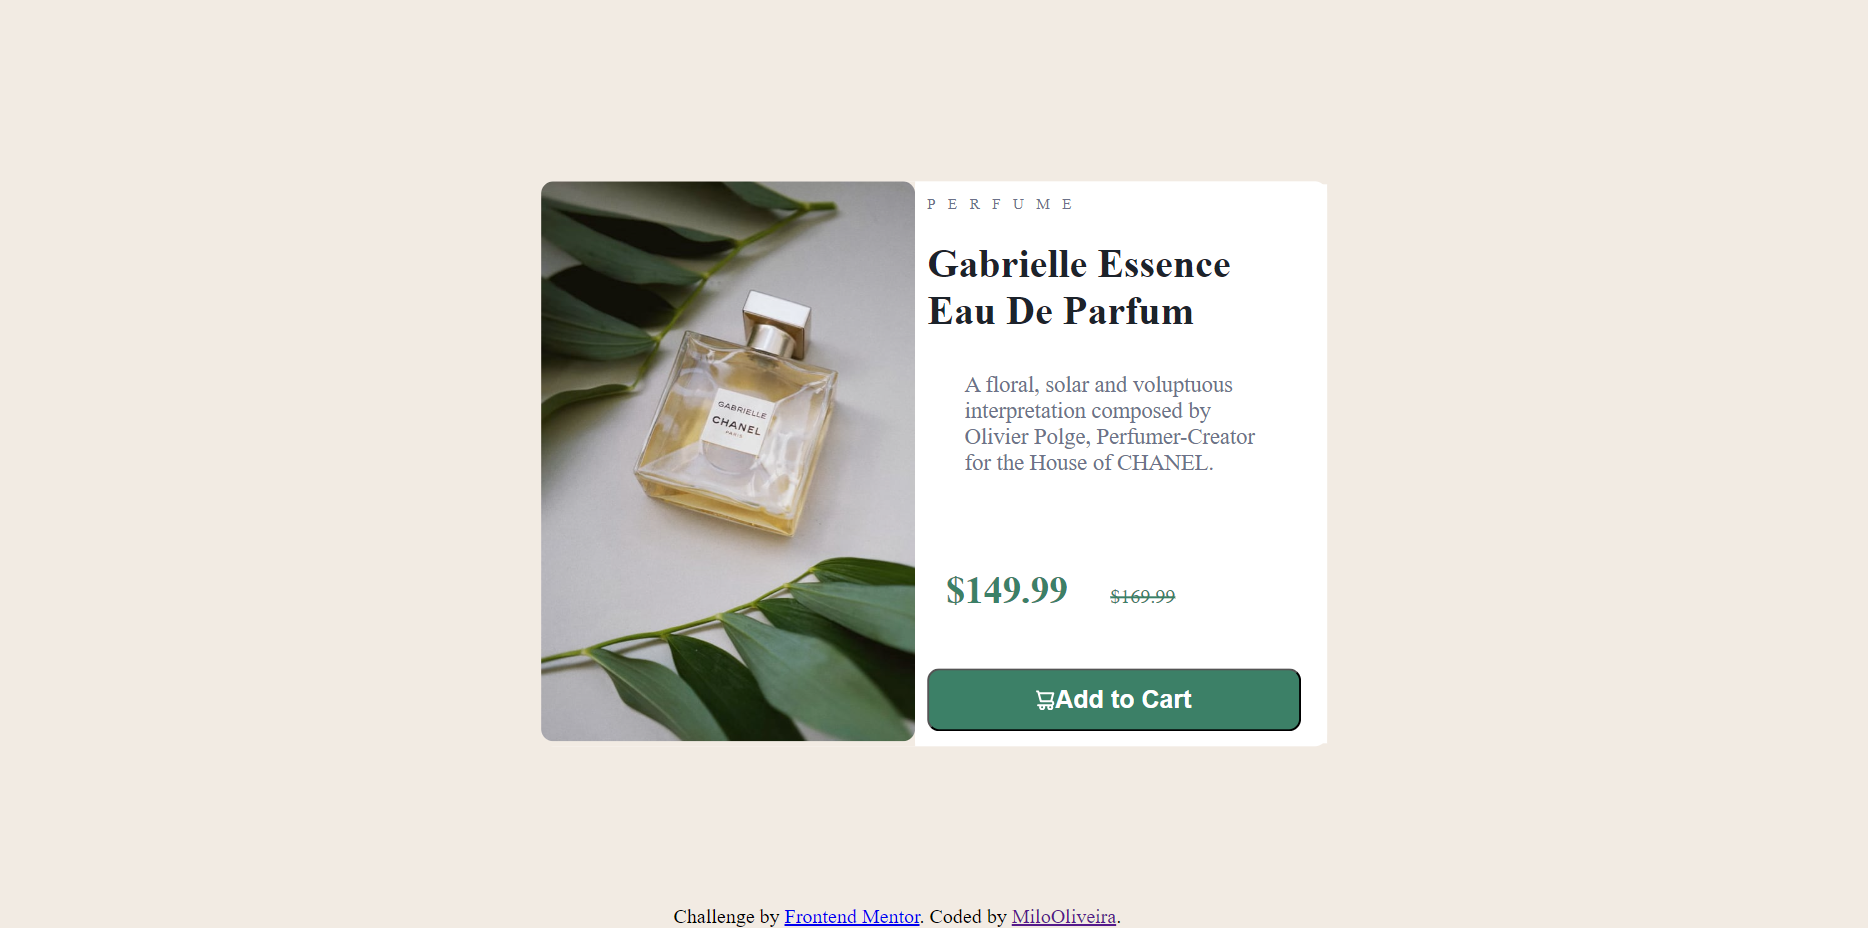 GABRIELLE
CHANEL
PARIS
P E R F U M E
Gabrielle Essence
Eau De Parfum
A floral, solar and voluptuous
interpretation composed by
Olivier Polge, Perfumer-Creator
for the House of CHANEL.
$149.99 $169.99
Add to Cart
Challenge by Frontend Mentor. Coded by MiloOliveira.